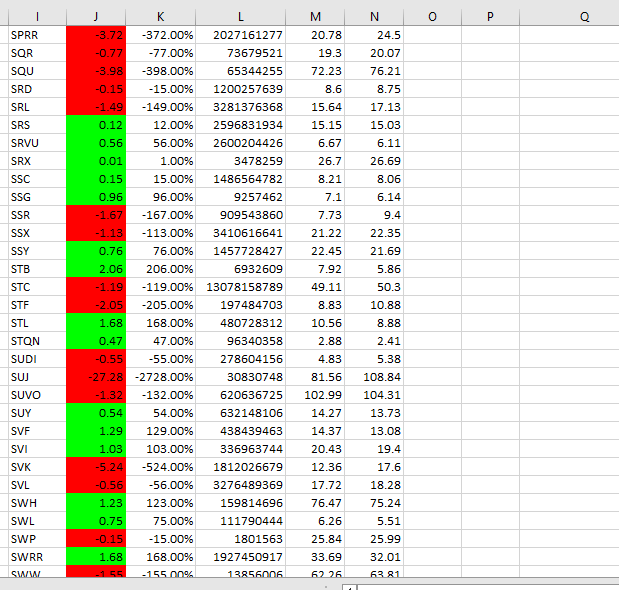 I J K L M N O P Q
SPRR -3.72 -372.00% 2027161277 20.78 24.5
SQR -0.77 -77.00% 73679521 19.3 20.07
SQU -3.98 -398.00% 65344255 72.23 76.21
SRD -0.15 -15.00% 1200257639 8.6 8.75
SRL -1.49 -149.00% 3281376368 15.64 17.13
SRS 0.12 12.00% 2596831934 15.15 15.03
SRVU 0.56 56.00% 2600204426 6.67 6.11
SRX 0.01 1.00% 3478259 26.7 26.69
SSC 0.15 15.00% 1486564782 8.21 8.06
SSG 0.96 96.00% 9257462 7.1 6.14
SSR -1.67 -167.00% 909543860 7.73 9.4
SSX -1.13 -113.00% 3410616641 21.22 22.35
SSY 0.76 76.00% 1457728427 22.45 21.69
STB 2.06 206.00% 6932609 7.92 5.86
STC -1.19 -119.00% 13078158789 49.11 50.3
STF -2.05 -205.00% 197484703 8.83 10.88
STL 1.68 168.00% 480728312 10.56 8.88
STQN 0.47 47.00% 96340358 2.88 2.41
SUDI -0.55 -55.00% 278604156 4.83 5.38
SUJ -27.28 -2728.00% 30830748 81.56 108.84
SUVO -1.32 -132.00% 620636725 102.99 104.31
SUY 0.54 54.00% 632148106 14.27 13.73
SVF 1.29 129.00% 438439463 14.37 13.08
SVI 1.03 103.00% 336963744 20.43 19.4
SVK -5.24 -524.00% 1812026679 12.36 17.6
SVL -0.56 -56.00% 3276489369 17.72 18.28
SWH 1.23 123.00% 159814696 76.47 75.24
SWL 0.75 75.00% 111790444 6.26 5.51
SWP -0.15 -15.00% 1801563 25.84 25.99
SWRR 1.68 168.00% 1927450917 33.69 32.01
SWW -1.55 -155.00% 13856006 62.26 63.81